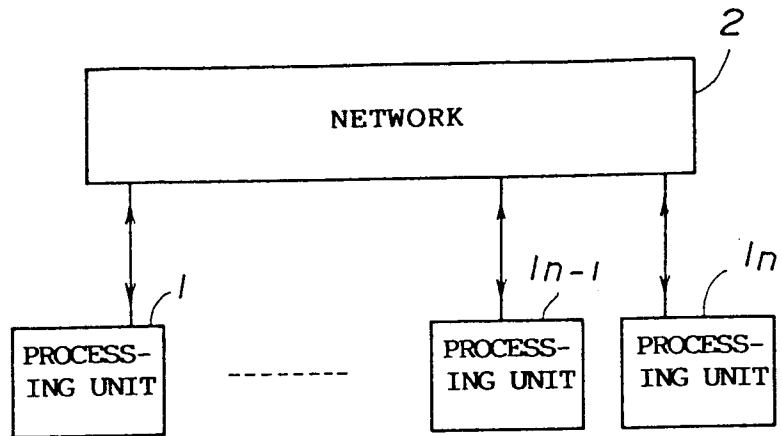 2
NETWORK
1
1n-1
1n
PROCESS-
ING UNIT
PROCESS-
ING UNIT
PROCESS-
ING UNIT